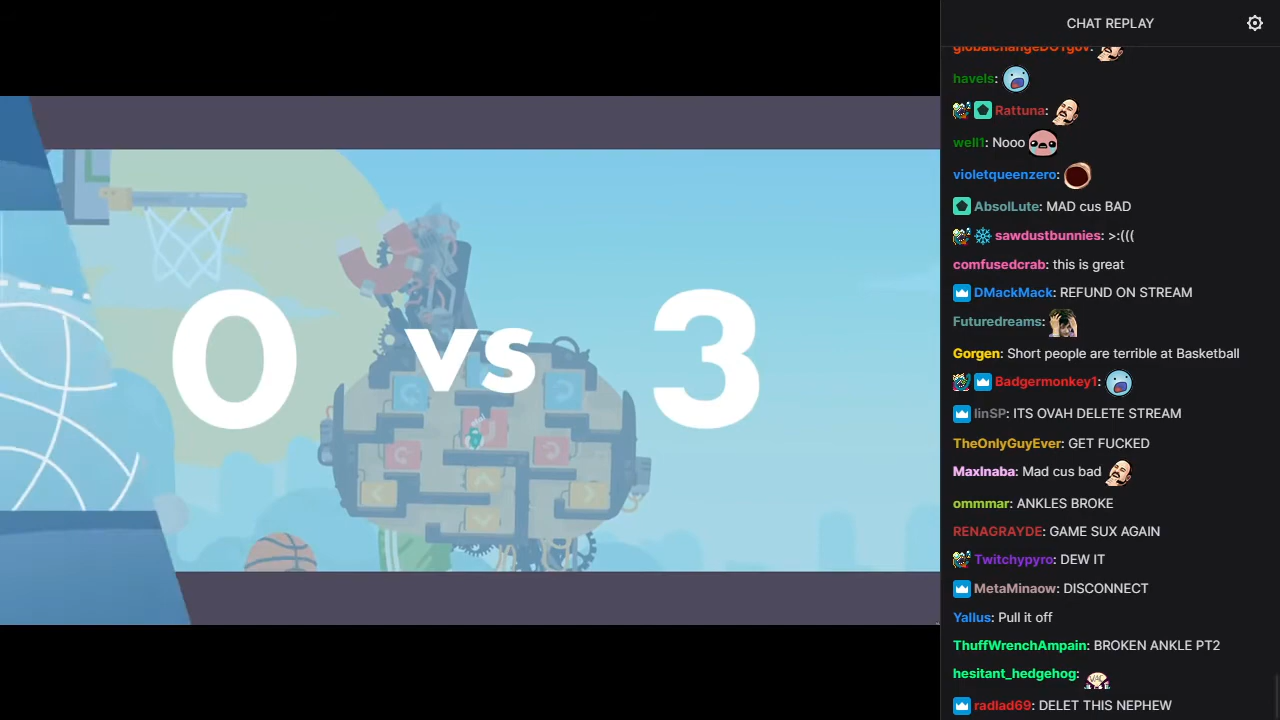 0 vs 3
CHAT REPLAY
globalchangeDOTgov:
havels:
Rattuna:
well1: Nooo
violetqueenzero:
AbsolLute: MAD cus BAD
sawdustbunnies: >:(((
comfusedcrab: this is great
DMackMack: REFUND ON STREAM
Futuredreams:
Gorgen: Short people are terrible at Basketball
Badgermonkey1:
linSP: ITS OVAH DELETE STREAM
TheOnlyGuyEver: GET FUCKED
MaxInaba: Mad cus bad
ommmar: ANKLES BROKE
RENAGRAYDE: GAME SUX AGAIN
Twitchypyro: DEW IT
MetaMinaow: DISCONNECT
Yallus: Pull it off
ThuffWrenchAmpain: BROKEN ANKLE PT2
hesitant_hedgehog:
radlad69: DELET THIS NEPHEW